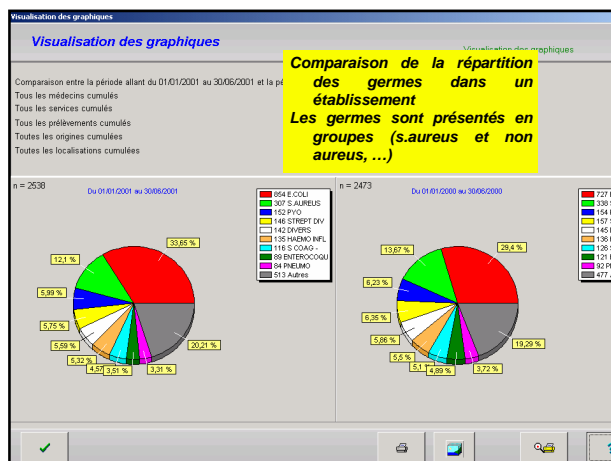 Visualisation des graphiques
Visualisation des graphiques
Visualisation des graphiques
Comparaison de la répartition
des germes dans un
établissement
Les germes sont présentés en
groupes (s.aureus et non
aureus, …)
Comparaison entre la période allant du 01/01/2001 au 30/06/2001 et la pé
Tous les médecins cumulés
Tous les services cumulés
Tous les prélèvements cumulés
Toutes les origines cumulées
Toutes les localisations cumulées
n = 2538
Du 01/01/2001 au 30/06/2001
854 E.COLI
307 S.AUREUS
152 PYO
146 STREPT DIV
142 DIVERS
135 HAEMO INFL
116 S COAG -
89 ENTEROCOQU
84 PNEUMO
513 Autres
33,65 %
12,1 %
5,99 %
5,75 %
5,59 %
5,32 %
4,57
3,51 %
3,31 %
20,21 %
n = 2473
Du 01/01/2000 au 30/06/2000
727
338
154
157
145
136
126
121
92
477
29,4 %
13,67 %
6,23 %
6,35 %
5,86 %
5,5 %
5,1
4,89 %
3,72 %
19,29 %